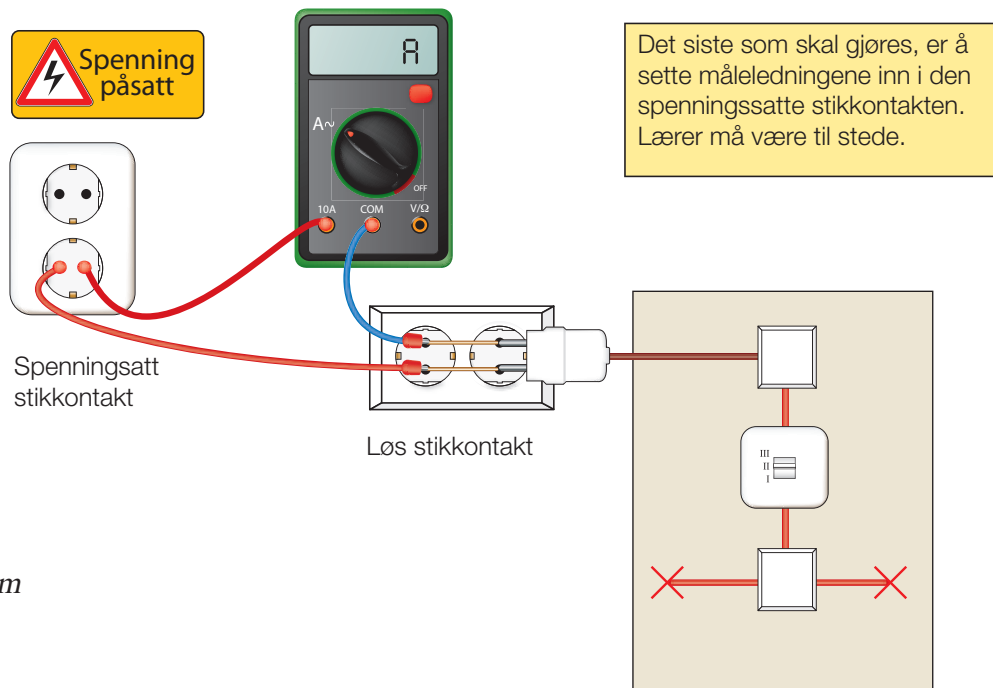 Spenning
påsatt
A
A~
OFF
10A
COM
V/Ω
Det siste som skal gjøres, er å
sette måleledningene inn i den
spenningssatte stikkontakten.
Lærer må være til stede.
Spenningsatt
stikkontakt
Løs stikkontakt
III
II
I
m